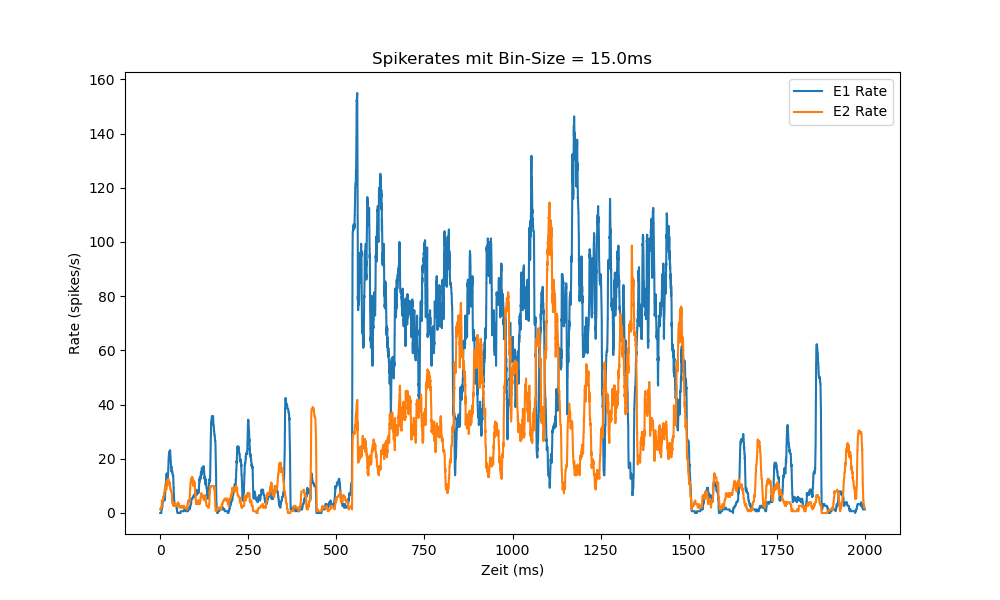 Spikerates mit Bin-Size = 15.0ms
E1 Rate
E2 Rate
Rate (spikes/s)
160
140
120
100
80
60
40
20
0
0 250 500 750 1000 1250 1500 1750 2000
Zeit (ms)